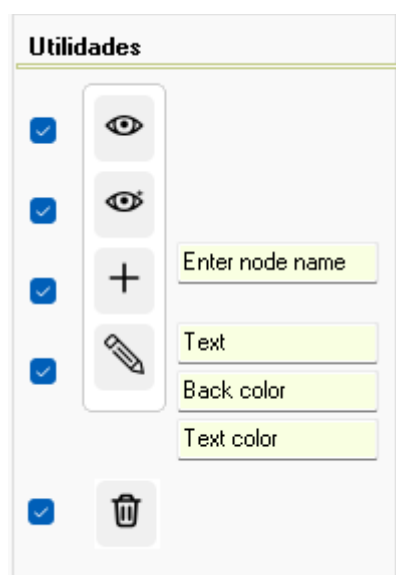 Utilidades
Enter node name
Text
Back color
Text color